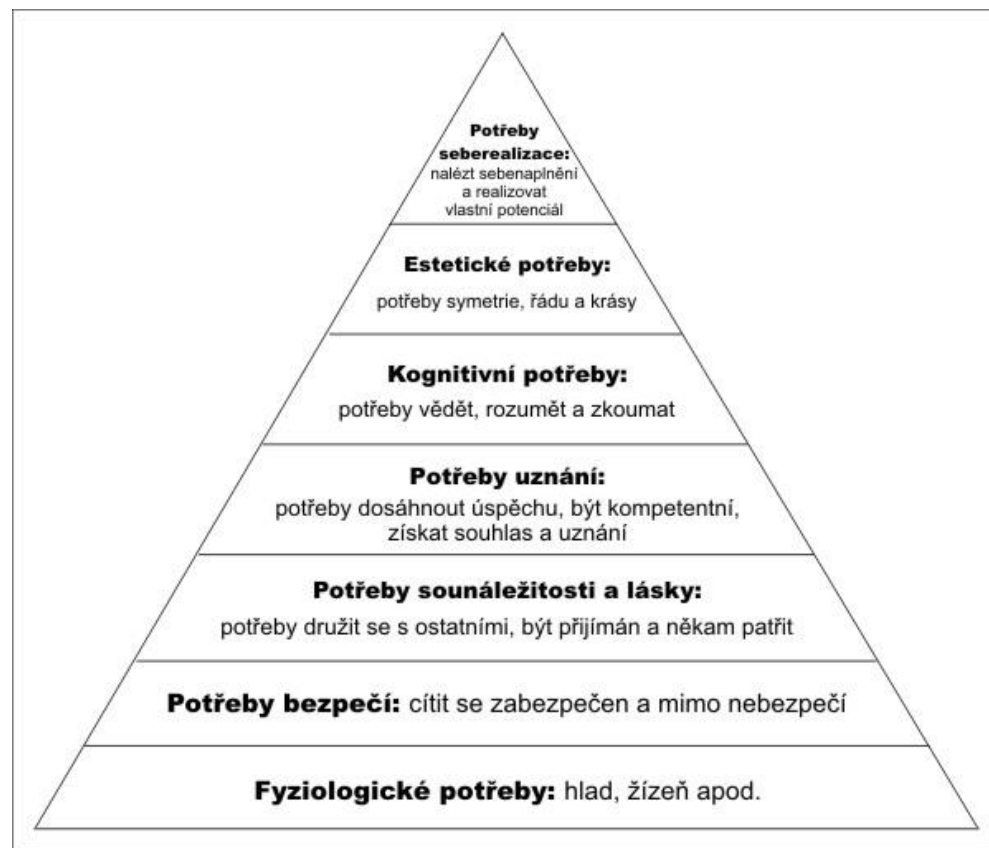 Potřeby
seberealizace:
nalézt sebenaplnění
a realizovat
vlastní potenciál
Estetické potřeby:
potřeby symetrie, řádu a krásy
Kognitivní potřeby:
potřeby vědět, rozumět a zkoumat
Potřeby uznání:
potřeby dosáhnout úspěchu, být kompetentní,
získat souhlas a uznání
Potřeby sounáležitosti a lásky:
potřeby družit se s ostatními, být přijímán a někam patřit
Potřeby bezpečí: cítit se zabezpečen a mimo nebezpečí
Fyziologické potřeby: hlad, žízeň apod.